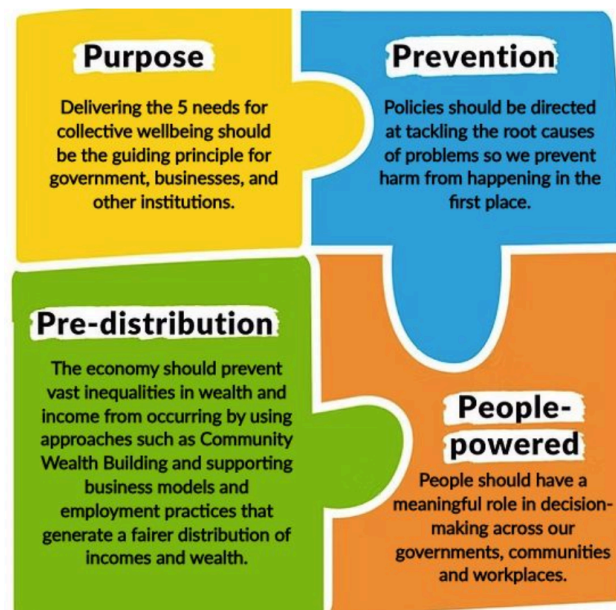 Purpose
Delivering the 5 needs for
collective wellbeing should
be the guiding principle for
government, businesses, and
other institutions.
Prevention
Policies should be directed
at tackling the root causes
of problems so we prevent
harm from happening in the
first place.
Pre-distribution
The economy should prevent
vast inequalities in wealth and
income from occurring by using
approaches such as Community
Wealth Building and supporting
business models and
employment practices that
generate a fairer distribution of
incomes and wealth.
People-
powered
People should have a
meaningful role in decision-
making across our
governments, communities
and workplaces.